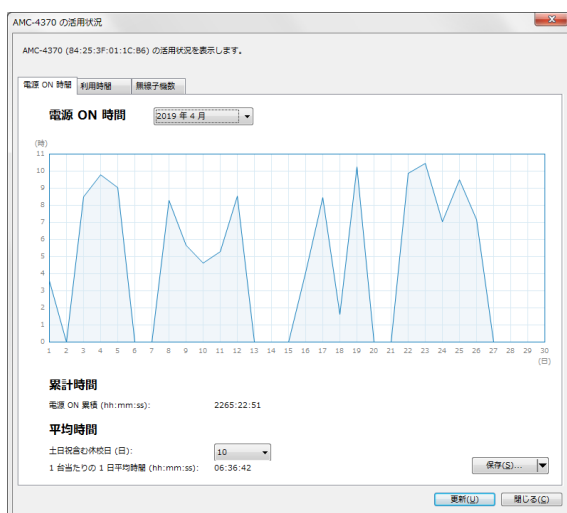 AMC-4370 の活用状況
AMC-4370 (84:25:3F:01:1C:B6) の活用状況を表示します。
電源 ON 時間 利用時間 無線子機数
電源 ON 時間 2019 年 4 月
(時)
11
10
9
8
7
6
5
4
3
2
1
0
1 2 3 4 5 6 7 8 9 10 11 12 13 14 15 16 17 18 19 20 21 22 23 24 25 26 27 28 29 30
(日)
累計時間
電源 ON 累積 (hh:mm:ss): 2265:22:51
平均時間
土日祝含む休校日 (日): 10
1 台当たりの 1 日平均時間 (hh:mm:ss): 06:36:42
保存(S)...
更新(U) 閉じる(C)